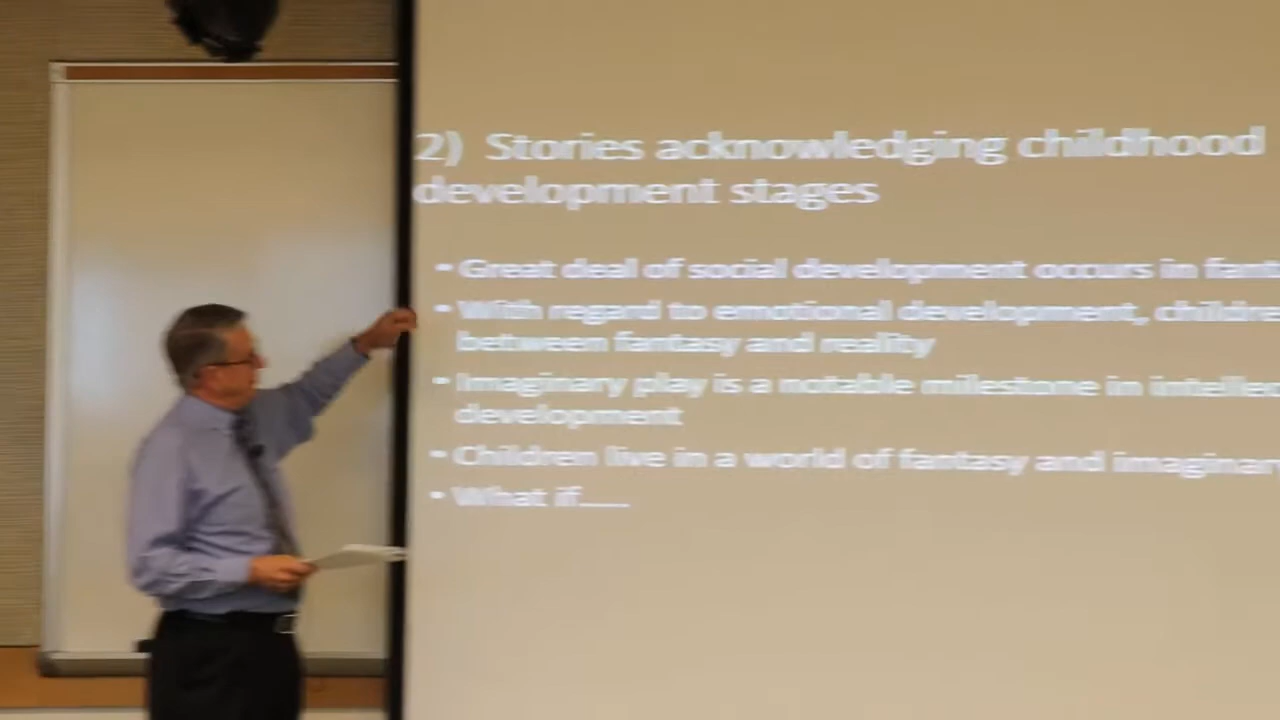 2) Stories acknowledging childhood
development stages
• Great deal of social development occurs in
• With regard to emotional development,
between fantasy and reality
• Imaginary play is a notable milestone in
development
• Children live in a world of fantasy and
• What if......